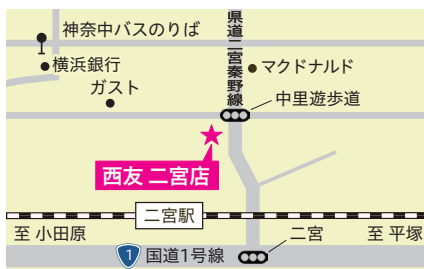 神奈中バスのりば
県道二宮秦野線
横浜銀行
マクドナルド
ガスト
中里遊歩道
西友 二宮店
二宮駅
至 小田原
二宮
至 平塚
1 国道1号線